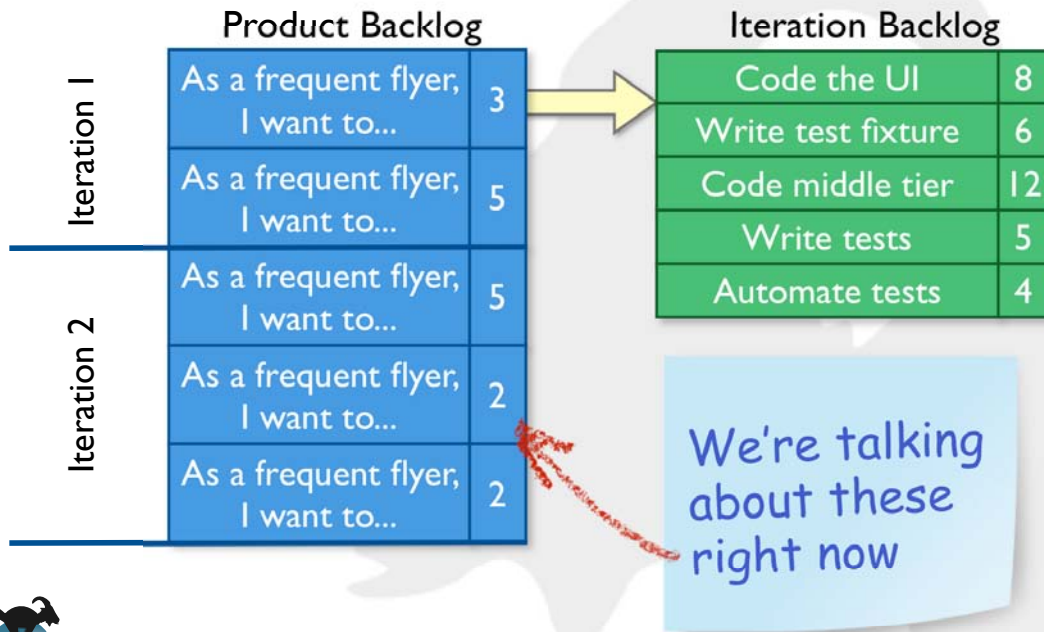 Product Backlog
Iteration 1
As a frequent flyer,
I want to...
3
As a frequent flyer,
I want to...
5
Iteration 2
As a frequent flyer,
I want to...
5
As a frequent flyer,
I want to...
2
As a frequent flyer,
I want to...
2
Iteration Backlog
Code the UI 8
Write test fixture 6
Code middle tier 12
Write tests 5
Automate tests 4
We're talking
about these
right now